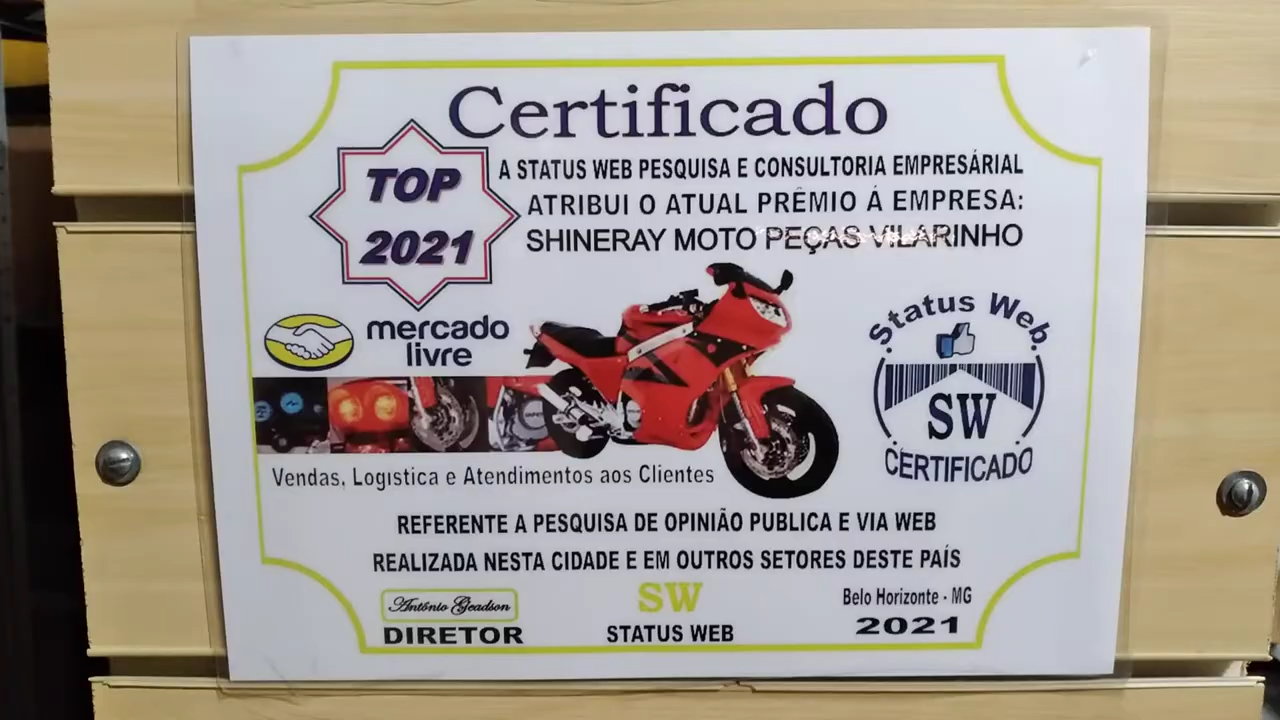 Certificado
TOP
2021
A STATUS WEB PESQUISA E CONSULTORIA EMPRESÁRIAL
ATRIBUI O ATUAL PRÊMIO Á EMPRESA:
SHINERAY MOTO PEÇAS VILARINHO
mercado
livre
Status Web.
SW
CERTIFICADO
Vendas, Logistica e Atendimentos aos Clientes
REFERENTE A PESQUISA DE OPINIÃO PUBLICA E VIA WEB
REALIZADA NESTA CIDADE E EM OUTROS SETORES DESTE PAÍS
Antônio Geadson
DIRETOR
SW
STATUS WEB
Belo Horizonte - MG
2021